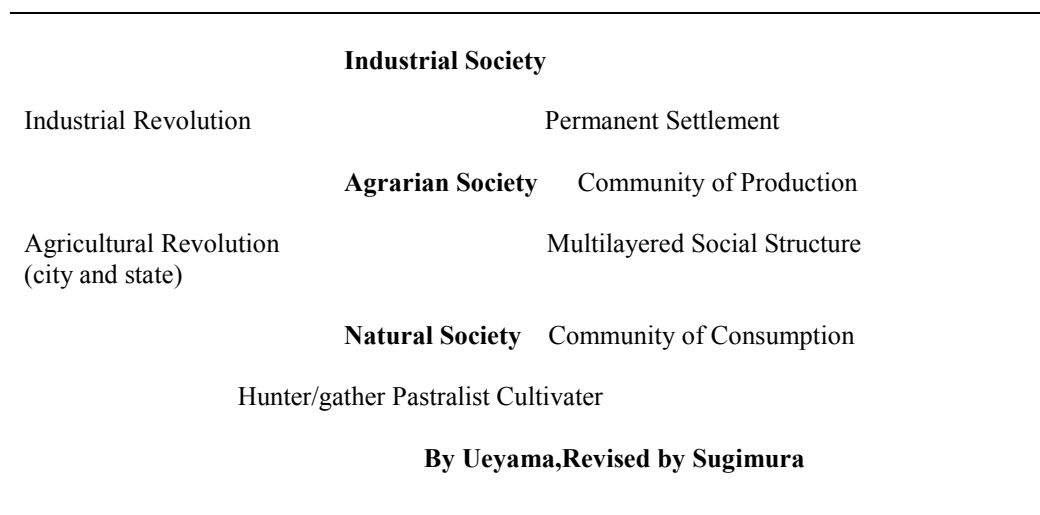 Industrial Society
Industrial Revolution Permanent Settlement
Agrarian Society Community of Production
Agricultural Revolution Multilayered Social Structure
(city and state)
Natural Society Community of Consumption
Hunter/gather Pastralist Cultivater
By Ueyama,Revised by Sugimura